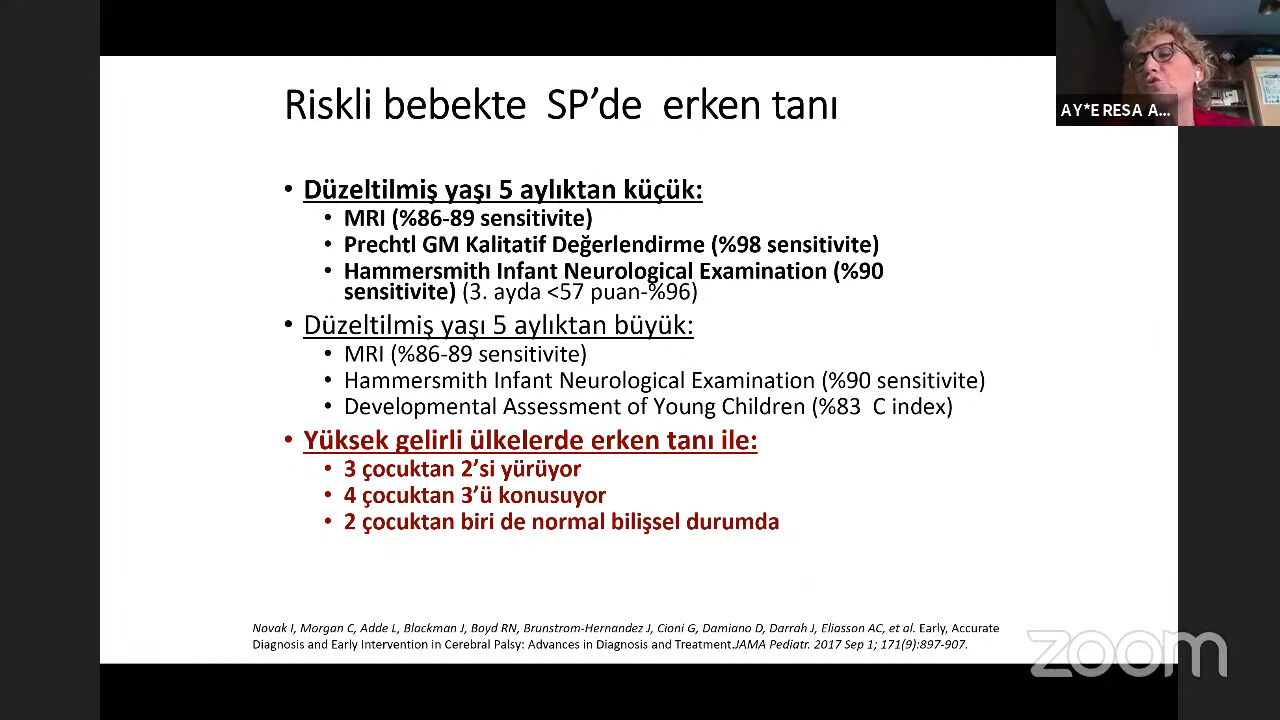 Riskli bebekte SP’de erken tanı
AY*E RESA A...
• Düzeltilmiş yaşı 5 aylıktan küçük:
• MRI (%86-89 sensitivite)
• Prechtl GM Kalitatif Değerlendirme (%98 sensitivite)
• Hammersmith Infant Neurological Examination (%90
sensitivite) (3. ayda <57 puan-%96)
• Düzeltilmiş yaşı 5 aylıktan büyük:
• MRI (%86-89 sensitivite)
• Hammersmith Infant Neurological Examination (%90 sensitivite)
• Developmental Assessment of Young Children (%83 C index)
• Yüksek gelirli ülkelerde erken tanı ile:
• 3 çocuktan 2’si yürüyor
• 4 çocuktan 3’ü konusuyor
• 2 çocuktan biri de normal bilişsel durumda
Novak I, Morgan C, Adde L, Blackman J, Boyd RN, Brunstrom-Hernandez J, Cioni G, Damiano D, Darrah J, Eliasson AC, et al. Early, Accurate
Diagnosis and Early Intervention in Cerebral Palsy: Advances in Diagnosis and Treatment.JAMA Pediatr. 2017 Sep 1; 171(9):897-907.
zoom